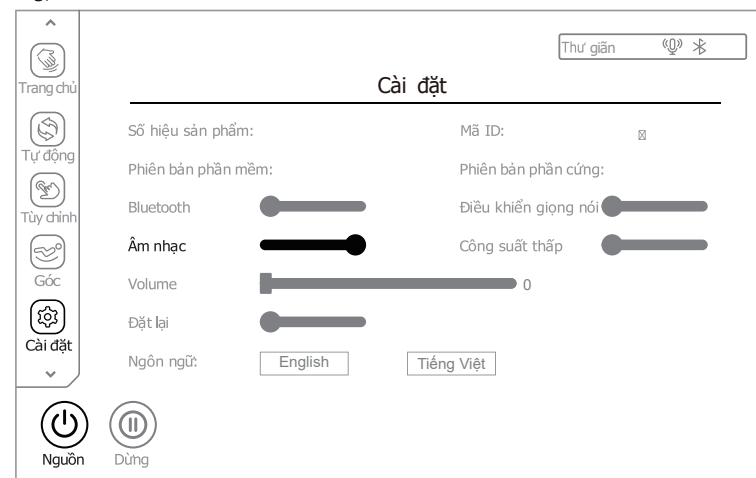 Thư giãn
Trang chủ
Cài đặt
Số hiệu sản phẩm:
Mã ID:
Tự động
Phiên bản phần mềm:
Phiên bản phần cứng:
Tùy chỉnh
Bluetooth
Điều khiển giọng nói
Âm nhạc
Công suất thấp
Góc
Volume
0
Đặt lại
Cài đặt
Ngôn ngữ:
English
Tiếng Việt
Nguồn
Dừng